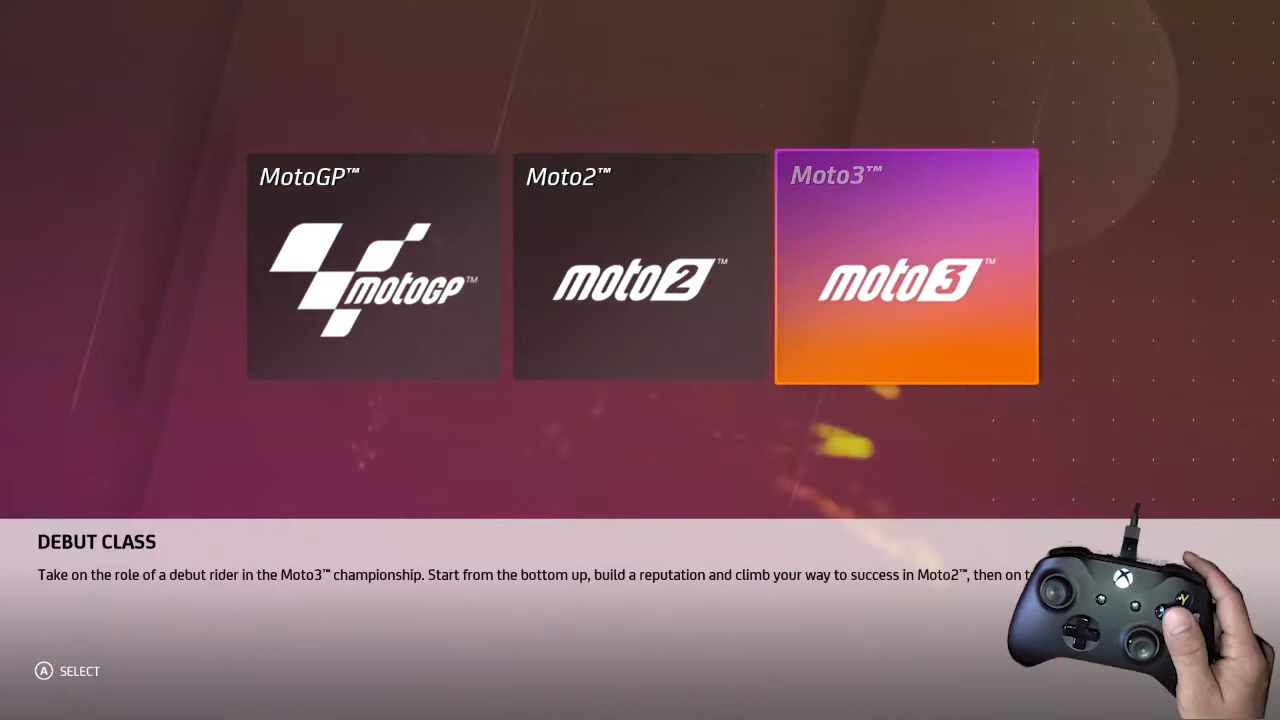 MotoGP™
Moto2™
Moto3™
motoGP™
moto2™
moto3™
DEBUT CLASS
Take on the role of a debut rider in the Moto3™ championship. Start from the bottom up, build a reputation and climb your way to success in Moto2™, then on
A SELECT
Y